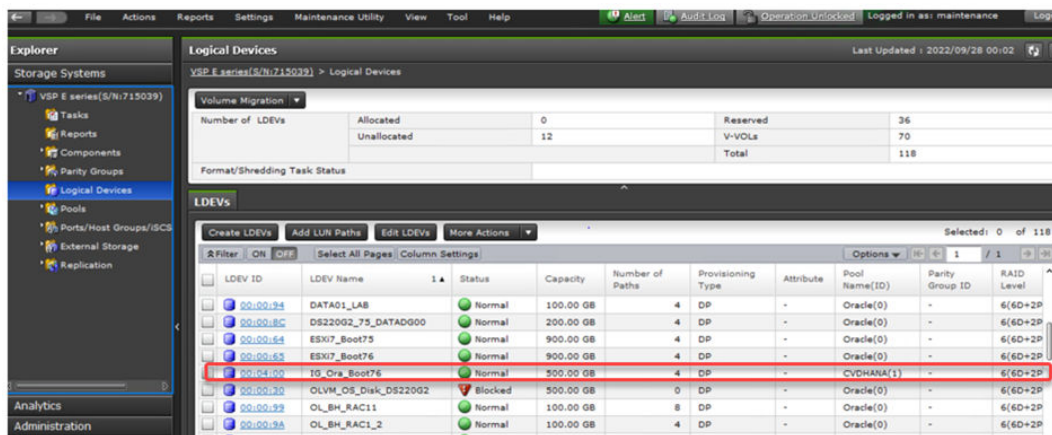 File Actions Reports Settings Maintenance Utility View Tool Help Alert Audit Log Operation Unlocked Logged in as: maintenance
Explorer
Storage Systems
VSP E series(S/N:715039)
Tasks
Reports
Components
Parity Groups
Logical Devices
Pools
Ports/Host Groups/iSCS
External Storage
Replication
Analytics
Administration
Logical Devices Last Updated : 2022/09/28 00:02
VSP E series(S/N:715039) > Logical Devices
Volume Migration
Number of LDEVs Allocated 0 Reserved 36
Unallocated 12 V-VOLs 70
Total 118
Format/Shredding Task Status
LDEVs
Create LDEVs Add LUN Paths Edit LDEVs More Actions Selected: 0 of 118
Filter ON OFF Select All Pages Column Settings Options 1 / 1
LDEV ID LDEV Name 1 Status Capacity Number of Paths Provisioning Type Attribute Pool Name(ID) Parity Group ID RAID Level
00:00:94 DATA01_LAB Normal 100.00 GB 4 DP - Oracle(0) - 6(6D+2P
00:00:8C DS220G2_75_DATADG00 Normal 200.00 GB 4 DP - Oracle(0) - 6(6D+2P
00:00:64 ESXi7_Boot75 Normal 900.00 GB 4 DP - Oracle(0) - 6(6D+2P
00:00:65 ESXi7_Boot76 Normal 900.00 GB 4 DP - Oracle(0) - 6(6D+2P
00:04:00 IG_Ora_Boot76 Normal 500.00 GB 4 DP - CVDHANA(1) - 6(6D+2P
00:00:30 OLVM_OS_Disk_DS220G2 Blocked 500.00 GB 0 DP - Oracle(0) - 6(6D+2P
00:00:99 OL_BH_RAC11 Normal 100.00 GB 8 DP - Oracle(0) - 6(6D+2P
00:00:9A OL_BH_RAC1_2 Normal 100.00 GB 4 DP - Oracle(0) - 6(6D+2P